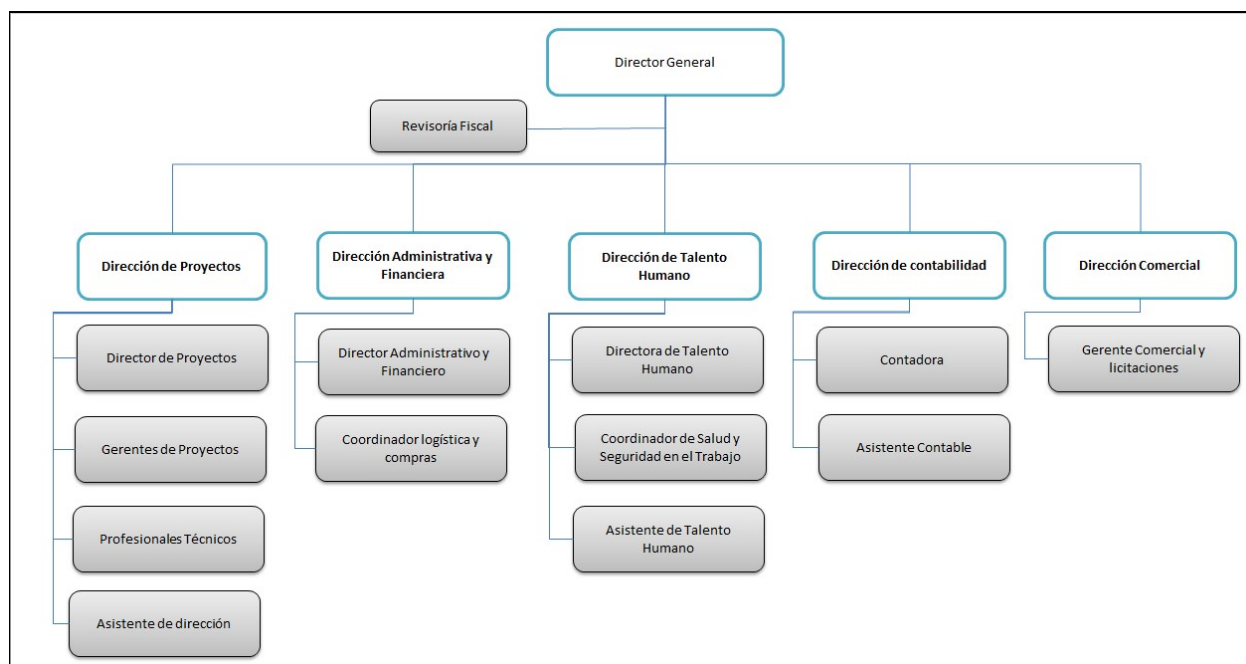 Director General
Revisoría Fiscal
Dirección de Proyectos
Dirección Administrativa y
Financiera
Dirección de Talento
Humano
Dirección de contabilidad
Dirección Comercial
Director de Proyectos
Director Administrativo y
Financiero
Directora de Talento
Humano
Contadora
Gerente Comercial y
licitaciones
Gerentes de Proyectos
Coordinador logística y
compras
Coordinador de Salud y
Seguridad en el Trabajo
Asistente Contable
Profesionales Técnicos
Asistente de Talento
Humano
Asistente de dirección